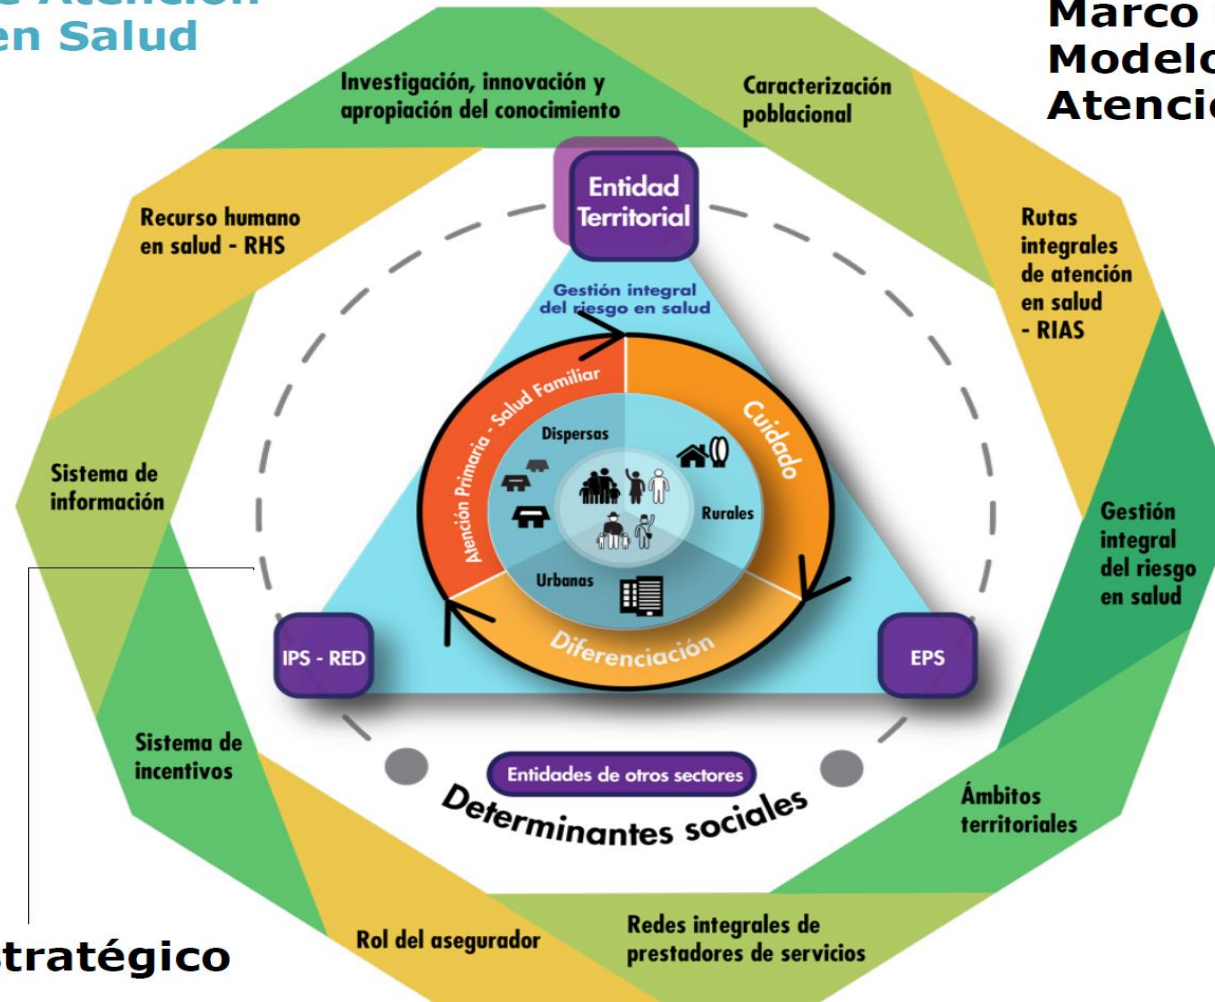 Atención
en Salud
Marco
Modelo
Atenció
Investigación, innovación y
apropiación del conocimiento
Caracterización
poblacional
Recurso humano
en salud - RHS
Rutas
integrales
de atención
en salud
- RIAS
Entidad
Territorial
Gestión integral
del riesgo en salud
Atención Primaria - Salud Familiar
Cuidado
Dispersas
Rurales
Urbanas
Diferenciación
Sistema de
información
Gestión
integral
del riesgo
en salud
IPS - RED
EPS
Sistema de
incentivos
Entidades de otros sectores
Determinantes sociales
Ámbitos
territoriales
stratégico
Rol del asegurador
Redes integrales de
prestadores de servicios